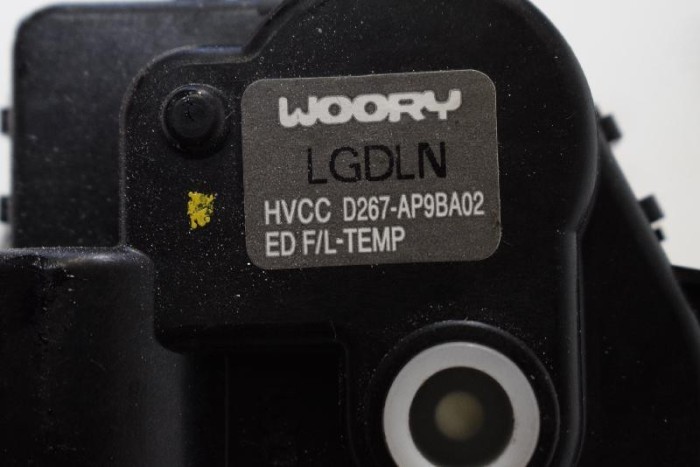 WOORY
LGDLN
HVCC D267-AP9BA02
ED F/L-TEMP